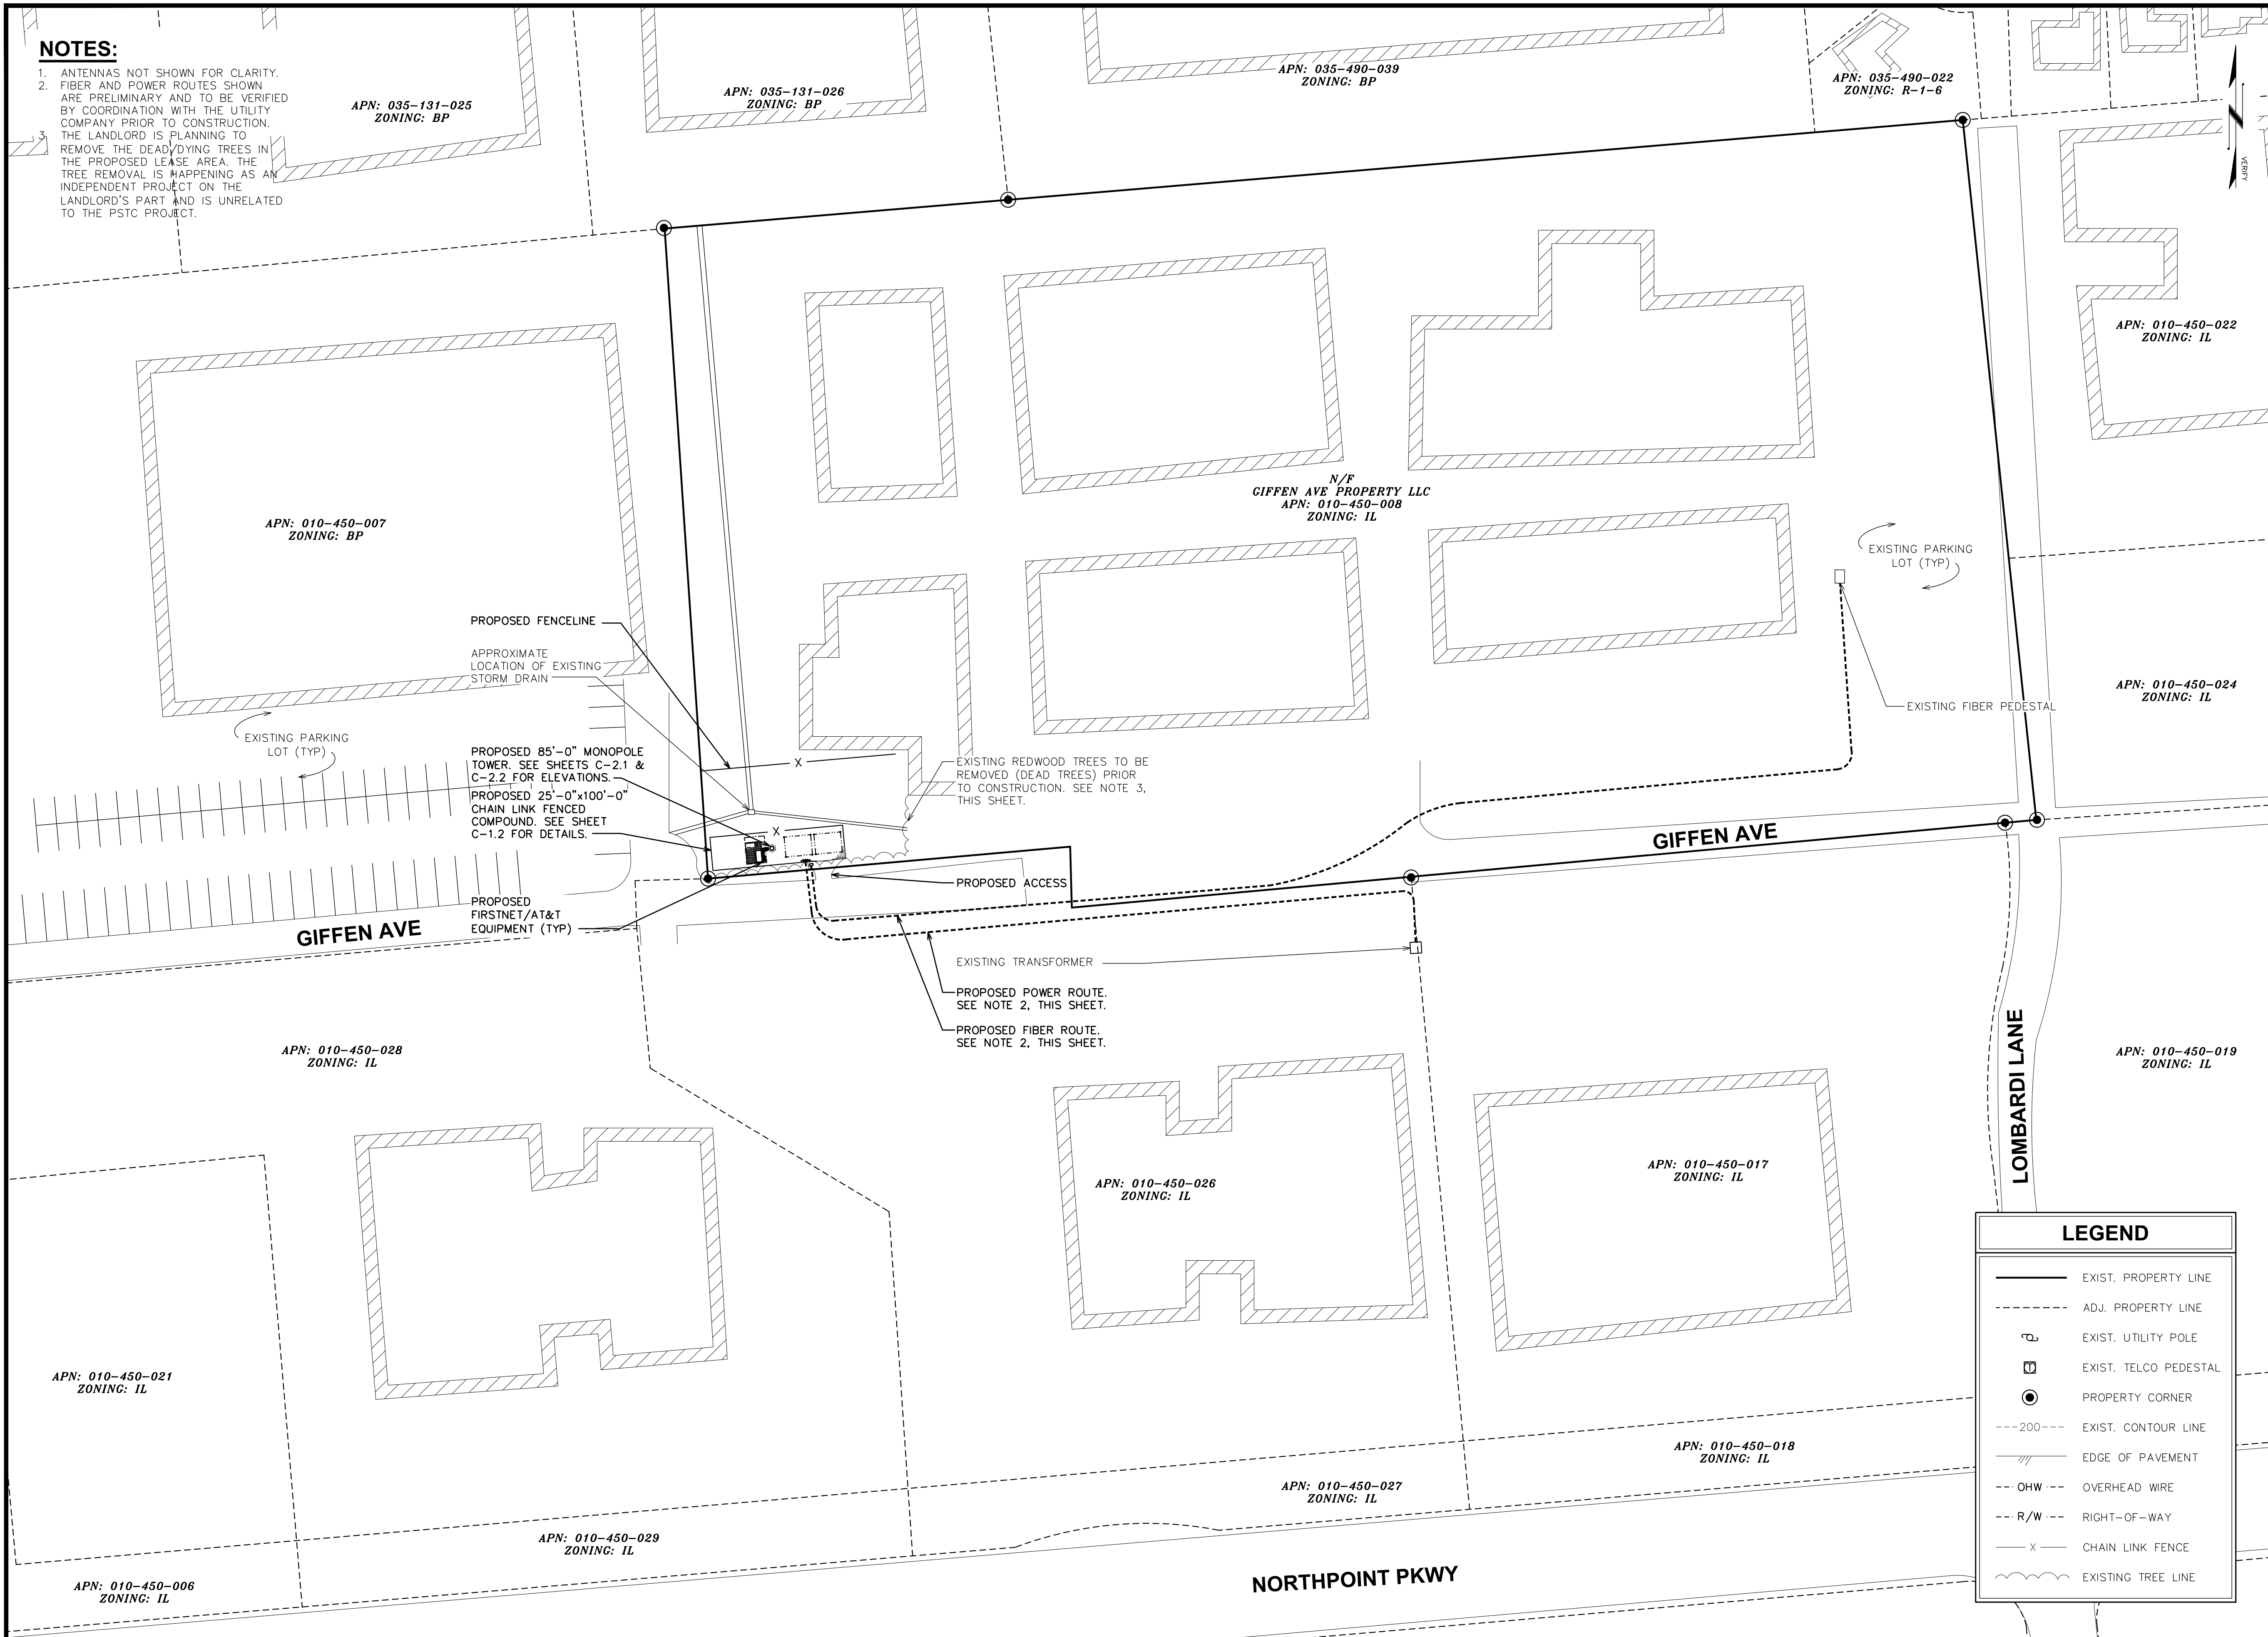 NOTES:
1. ANTENNAS NOT SHOWN FOR CLARITY.
2. FIBER AND POWER ROUTES SHOWN
ARE PRELIMINARY AND TO BE VERIFIED
BY COORDINATION WITH THE UTILITY
COMPANY PRIOR TO CONSTRUCTION.
3. THE LANDLORD IS PLANNING TO
REMOVE THE DEAD/DYING TREES IN
THE PROPOSED LEASE AREA. THE
TREE REMOVAL IS HAPPENING AS AN
INDEPENDENT PROJECT ON THE
LANDLORD'S PART AND IS UNRELATED
TO THE PSTC PROJECT.
APN: 035-131-025
ZONING: BP
APN: 035-131-026
ZONING: BP
APN: 035-490-039
ZONING: BP
APN: 035-490-022
ZONING: R-1-6
VERIFY
APN: 010-450-022
ZONING: IL
N/F
GIFFEN AVE PROPERTY LLC
APN: 010-450-008
ZONING: IL
APN: 010-450-007
ZONING: BP
EXISTING PARKING
LOT (TYP)
PROPOSED FENCELINE
APPROXIMATE
LOCATION OF EXISTING
STORM DRAIN
APN: 010-450-024
ZONING: IL
EXISTING FIBER PEDESTAL
EXISTING PARKING
LOT (TYP)
X
X
PROPOSED 85'-0" MONOPOLE
TOWER. SEE SHEETS C-2.1 &
C-2.2 FOR ELEVATIONS.
PROPOSED 25'-0"x100'-0"
CHAIN LINK FENCED
COMPOUND. SEE SHEET
C-1.2 FOR DETAILS.
EXISTING REDWOOD TREES TO BE
REMOVED (DEAD TREES) PRIOR
TO CONSTRUCTION. SEE NOTE 3,
THIS SHEET.
GIFFEN AVE
PROPOSED ACCESS
PROPOSED
FIRSTNET/AT&T
EQUIPMENT (TYP)
GIFFEN AVE
EXISTING TRANSFORMER
PROPOSED POWER ROUTE.
SEE NOTE 2, THIS SHEET.
PROPOSED FIBER ROUTE.
SEE NOTE 2, THIS SHEET.
APN: 010-450-028
ZONING: IL
APN: 010-450-019
ZONING: IL
LOMBARDI LANE
APN: 010-450-026
ZONING: IL
APN: 010-450-017
ZONING: IL
APN: 010-450-021
ZONING: IL
APN: 010-450-018
ZONING: IL
APN: 010-450-027
ZONING: IL
APN: 010-450-029
ZONING: IL
APN: 010-450-006
ZONING: IL
NORTHPOINT PKWY
LEGEND
EXIST. PROPERTY LINE
ADJ. PROPERTY LINE
EXIST. UTILITY POLE
T EXIST. TELCO PEDESTAL
PROPERTY CORNER
200 EXIST. CONTOUR LINE
EDGE OF PAVEMENT
OHW OVERHEAD WIRE
R/W RIGHT-OF-WAY
X CHAIN LINK FENCE
EXISTING TREE LINE